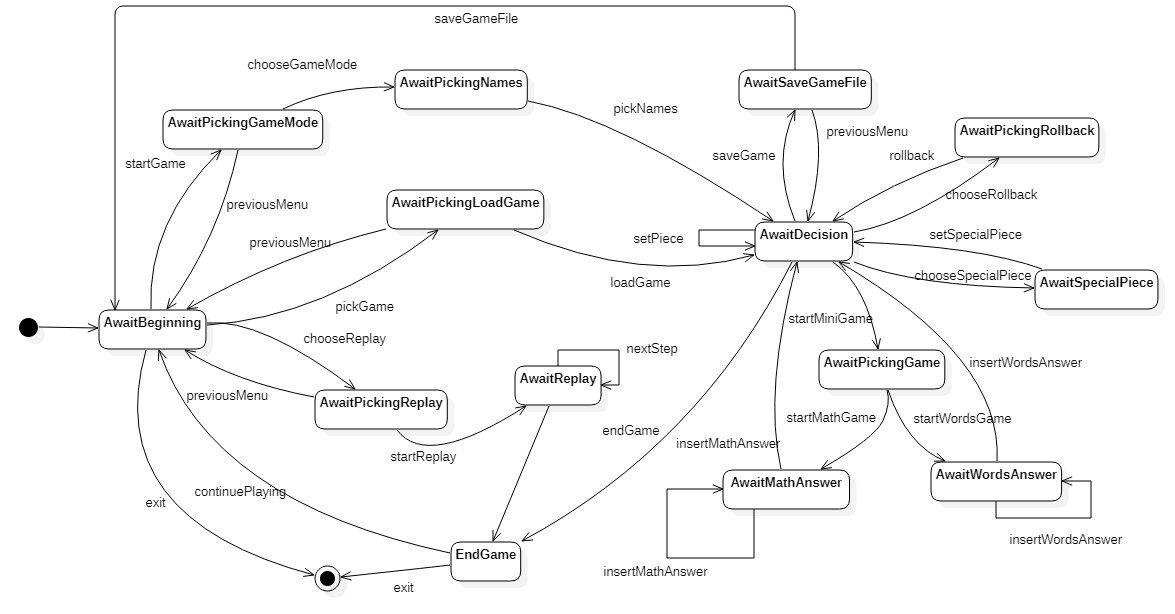 saveGameFile
chooseGameMode
AwaitPickingNames
AwaitSaveGameFile
AwaitPickingGameMode
pickNames
previousMenu
AwaitPickingRollback
startGame
saveGame
rollback
previousMenu
AwaitPickingLoadGame
chooseRollback
previousMenu
setPiece
AwaitDecision
setSpecialPiece
loadGame
chooseSpecialPiece
AwaitSpecialPiece
pickGame
AwaitBeginning
startMiniGame
chooseReplay
nextStep
AwaitPickingGame
insertWordsAnswer
AwaitReplay
previousMenu
AwaitPickingReplay
startMathGame
startWordsGame
endGame
insertMathAnswer
startReplay
AwaitMathAnswer
AwaitWordsAnswer
exit
continuePlaying
insertWordsAnswer
EndGame
insertMathAnswer
exit